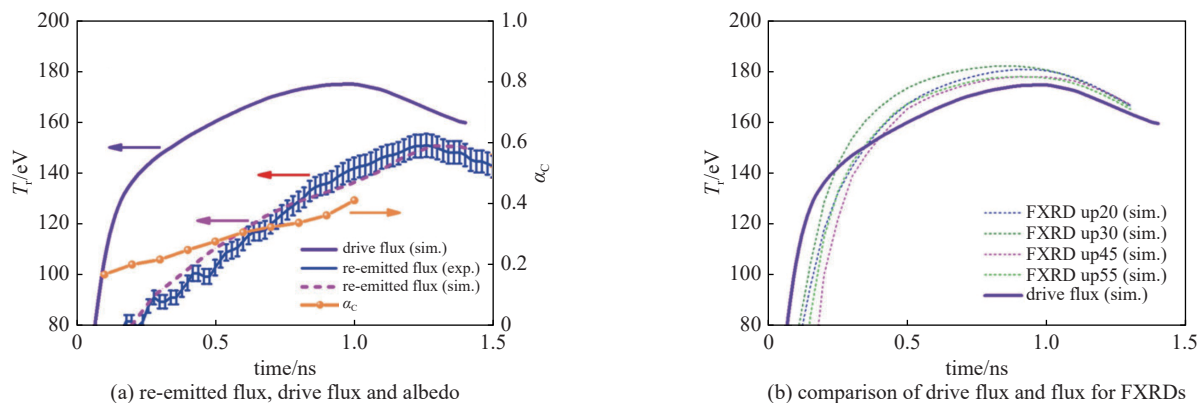 200
180
160
140
120
100
80
T_r/eV
1.0
0.8
0.6
0.4
0.2
0
α_C
drive flux (sim.)
re-emitted flux (exp.)
re-emitted flux (sim.)
α_C
0
0.5
1.0
1.5
time/ns
(a) re-emitted flux, drive flux and albedo
200
180
160
140
120
100
80
T_r/eV
FXRD up20 (sim.)
FXRD up30 (sim.)
FXRD up45 (sim.)
FXRD up55 (sim.)
drive flux (sim.)
0
0.5
1.0
1.5
time/ns
(b) comparison of drive flux and flux for FXRDs